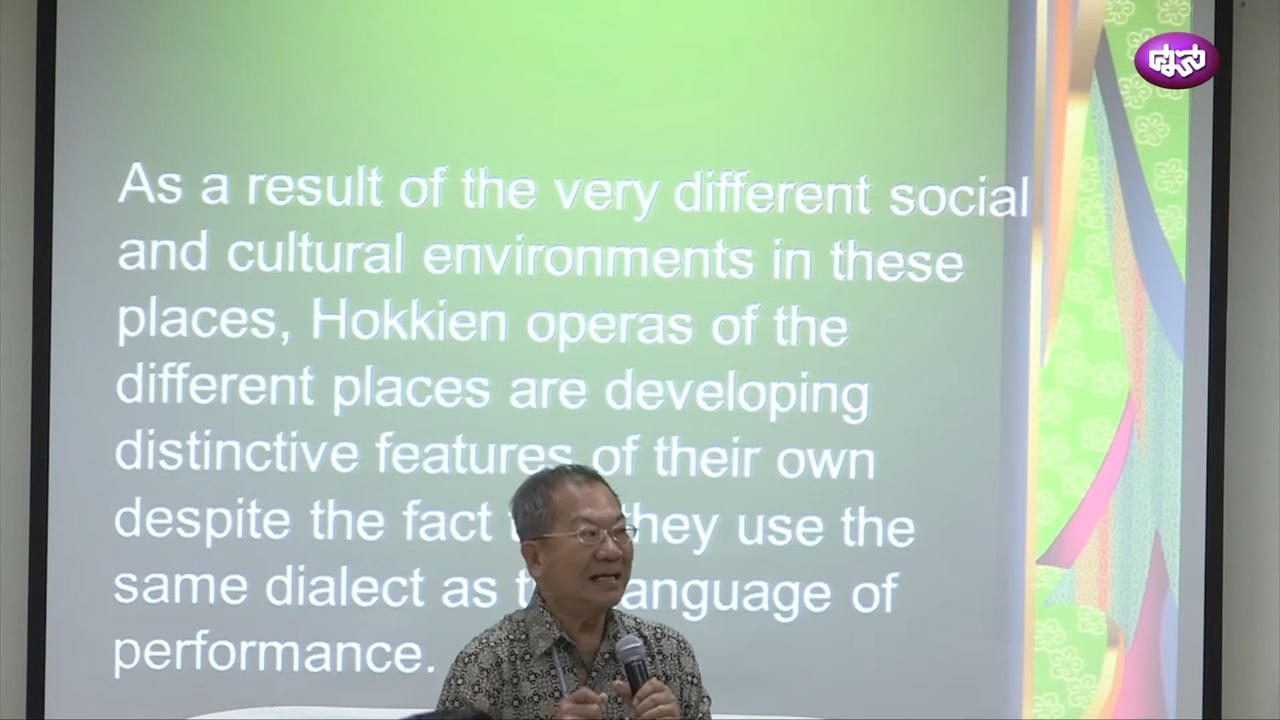 As a result of the very different social
and cultural environments in these
places, Hokkien operas of the
different places are developing
distinctive features of their own
despite the fact they use the
same dialect as language of
performance.